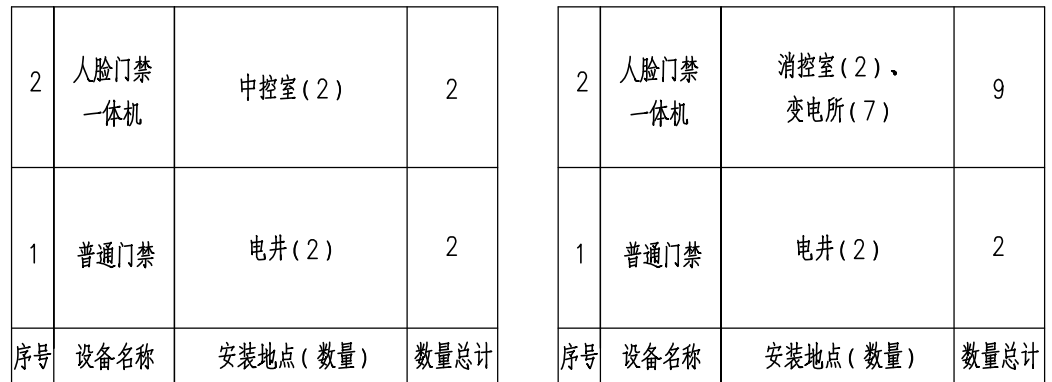 2 人脸门禁一体机 中控室(2) 2
1 普通门禁 电井(2) 2
序号 设备名称 安装地点(数量) 数量总计
2 人脸门禁一体机 消控室(2)、变电所(7) 9
1 普通门禁 电井(2) 2
序号 设备名称 安装地点(数量) 数量总计